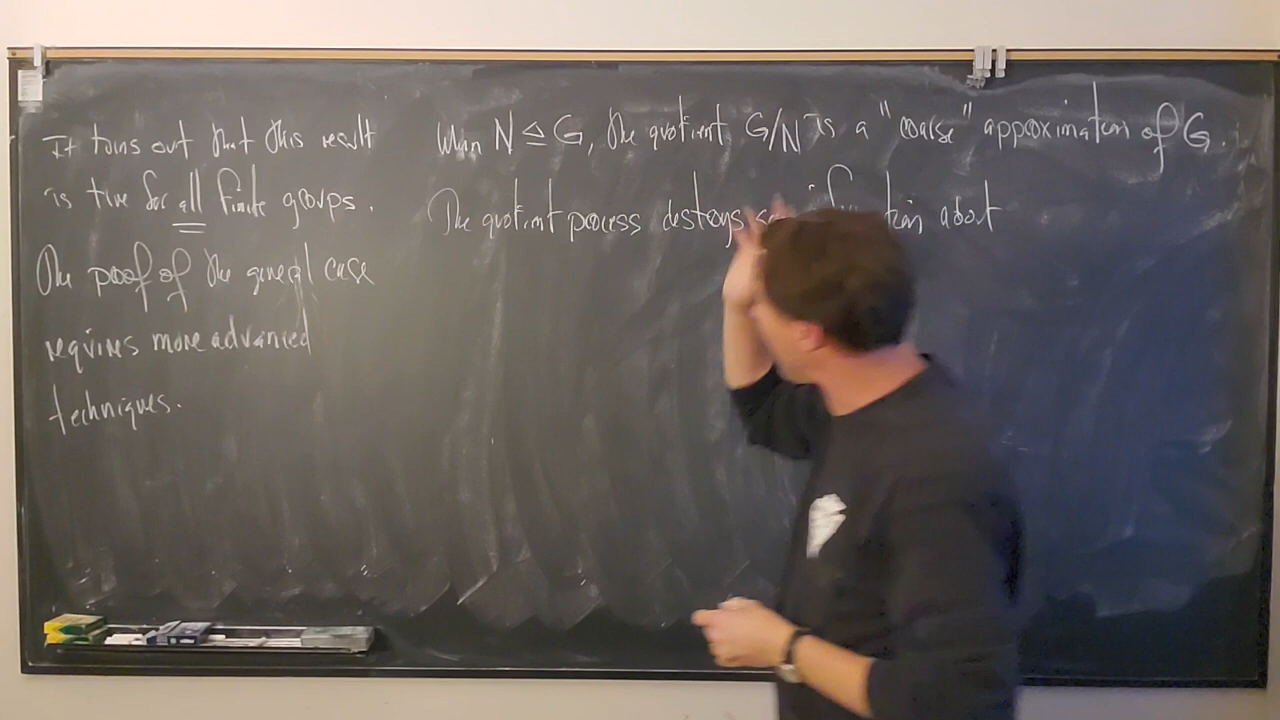 It turns out that this result
is true for all finite groups.
The proof of the general case
requires more advanced
techniques.
When N ⊴ G, the quotient G/N is a "coarse" approximation of G.
The quotient process destroys about